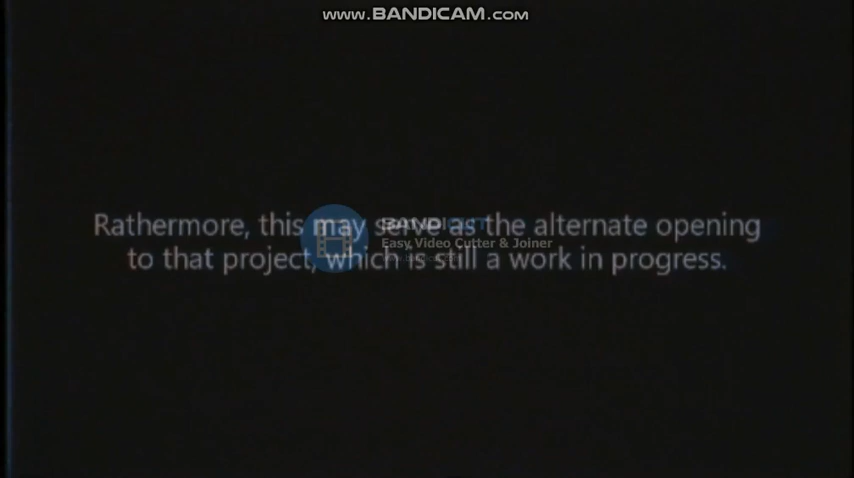 www.BANDICAM.com
Rathermore, this may serve as the alternate opening
BANDICUT
Easy Video Cutter & Joiner
to that project, which is still a work in progress.